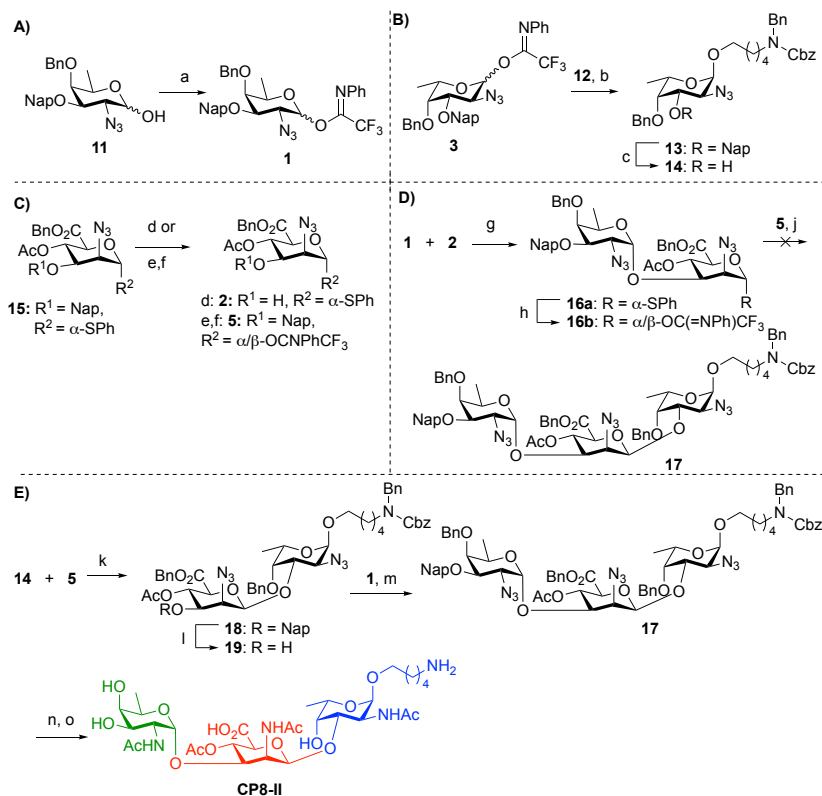 A)
BnO
O
NapO
N₃
OH
11
a
BnO
O
NapO
N₃
O
NPh
CF₃
1
B)
NPh
O
CF₃
O
N₃
ONap
BnO
3
12, b
Bn
O
N
Cbz
4
O
N₃
OR
BnO
13: R = Nap
c
14: R = H
C)
BnO₂C
N₃
AcO
O
R¹O
R²
15: R¹ = Nap,
R² = α-SPh
d or
e,f
BnO₂C
N₃
AcO
O
R¹O
R²
d: 2: R¹ = H, R² = α-SPh
e,f: 5: R¹ = Nap,
R² = α/β-OCNPhCF₃
D)
1 + 2
g
BnO
O
NapO
N₃
O
BnO₂C
N₃
AcO
O
R
5, j
16a: R = α-SPh
h
16b: R = α/β-OC(=NPh)CF₃
Bn
O
N
Cbz
4
BnO
O
NapO
N₃
O
BnO₂C
N₃
AcO
O
BnO
O
O
N₃
17
E)
14 + 5
k
Bn
O
N
Cbz
4
O
N₃
BnO₂C
N₃
BnO
O
AcO
O
RO
18: R = Nap
l
19: R = H
1, m
Bn
O
N
Cbz
4
BnO
O
NapO
N₃
O
BnO₂C
N₃
AcO
O
BnO
O
O
N₃
17
n, o
HO
O
HO
AcHN
O
HO₂C
NHAc
AcO
O
HO
O
O
NHAc
O
NH₂
4
CP8-II